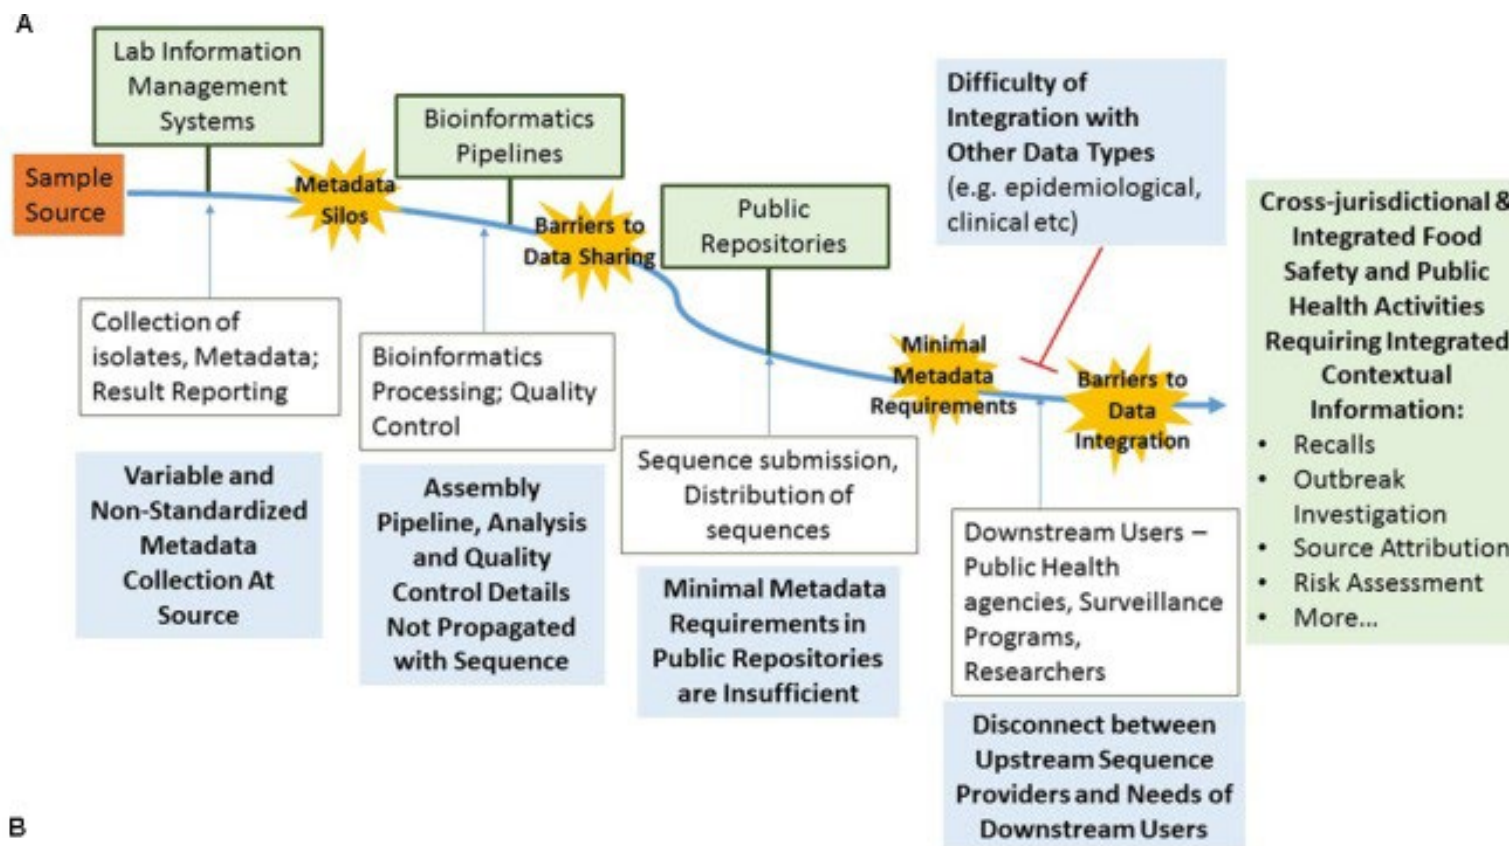 A
Lab Information
Management
Systems
Sample
Source
Metadata
Silos
Bioinformatics
Pipelines
Barriers to
Data Sharing
Public
Repositories
Difficulty of
Integration with
Other Data Types
(e.g. epidemiological,
clinical etc)
Minimal
Metadata
Requirements
Barriers to
Data
Integration
Cross-jurisdictional &
Integrated Food
Safety and Public
Health Activities
Requiring Integrated
Contextual
Information:
• Recalls
• Outbreak
Investigation
• Source Attribution
• Risk Assessment
• More...
Collection of
isolates, Metadata;
Result Reporting
Variable and
Non-Standardized
Metadata
Collection At
Source
Bioinformatics
Processing; Quality
Control
Assembly
Pipeline, Analysis
and Quality
Control Details
Not Propagated
with Sequence
Sequence submission,
Distribution of
sequences
Minimal Metadata
Requirements in
Public Repositories
are Insufficient
Downstream Users –
Public Health
agencies, Surveillance
Programs,
Researchers
Disconnect between
Upstream Sequence
Providers and Needs of
Downstream Users
B